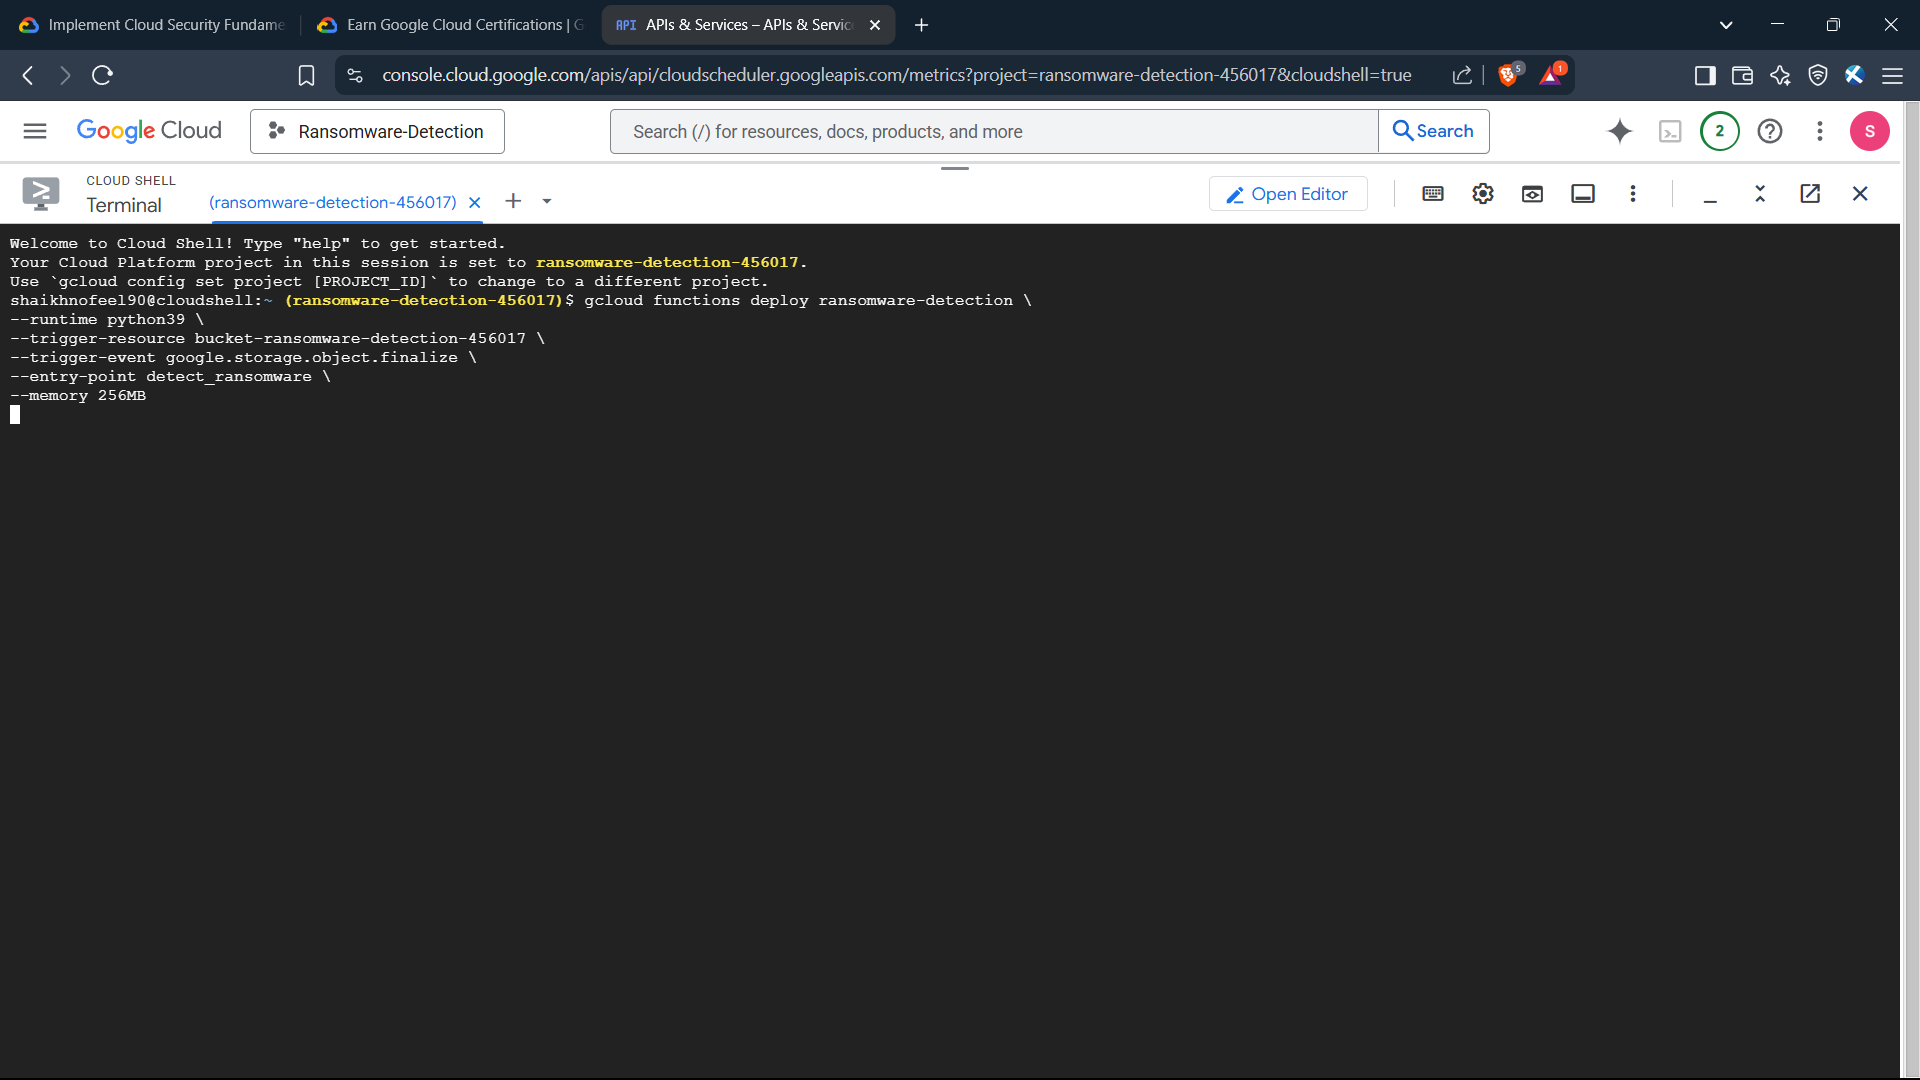 Implement Cloud Security Fundame
Earn Google Cloud Certifications | G
API APIs & Services – APIs & Servic
console.cloud.google.com/apis/api/cloudscheduler.googleapis.com/metrics?project=ransomware-detection-456017&cloudshell=true
5
1
Google Cloud
Ransomware-Detection
Search (/) for resources, docs, products, and more
Search
2
S
CLOUD SHELL
Terminal
(ransomware-detection-456017)
Open Editor
Welcome to Cloud Shell! Type "help" to get started.
Your Cloud Platform project in this session is set to ransomware-detection-456017.
Use `gcloud config set project [PROJECT_ID]` to change to a different project.
shaikhnofeel90@cloudshell:~ (ransomware-detection-456017)$ gcloud functions deploy ransomware-detection \
--runtime python39 \
--trigger-resource bucket-ransomware-detection-456017 \
--trigger-event google.storage.object.finalize \
--entry-point detect_ransomware \
--memory 256MB